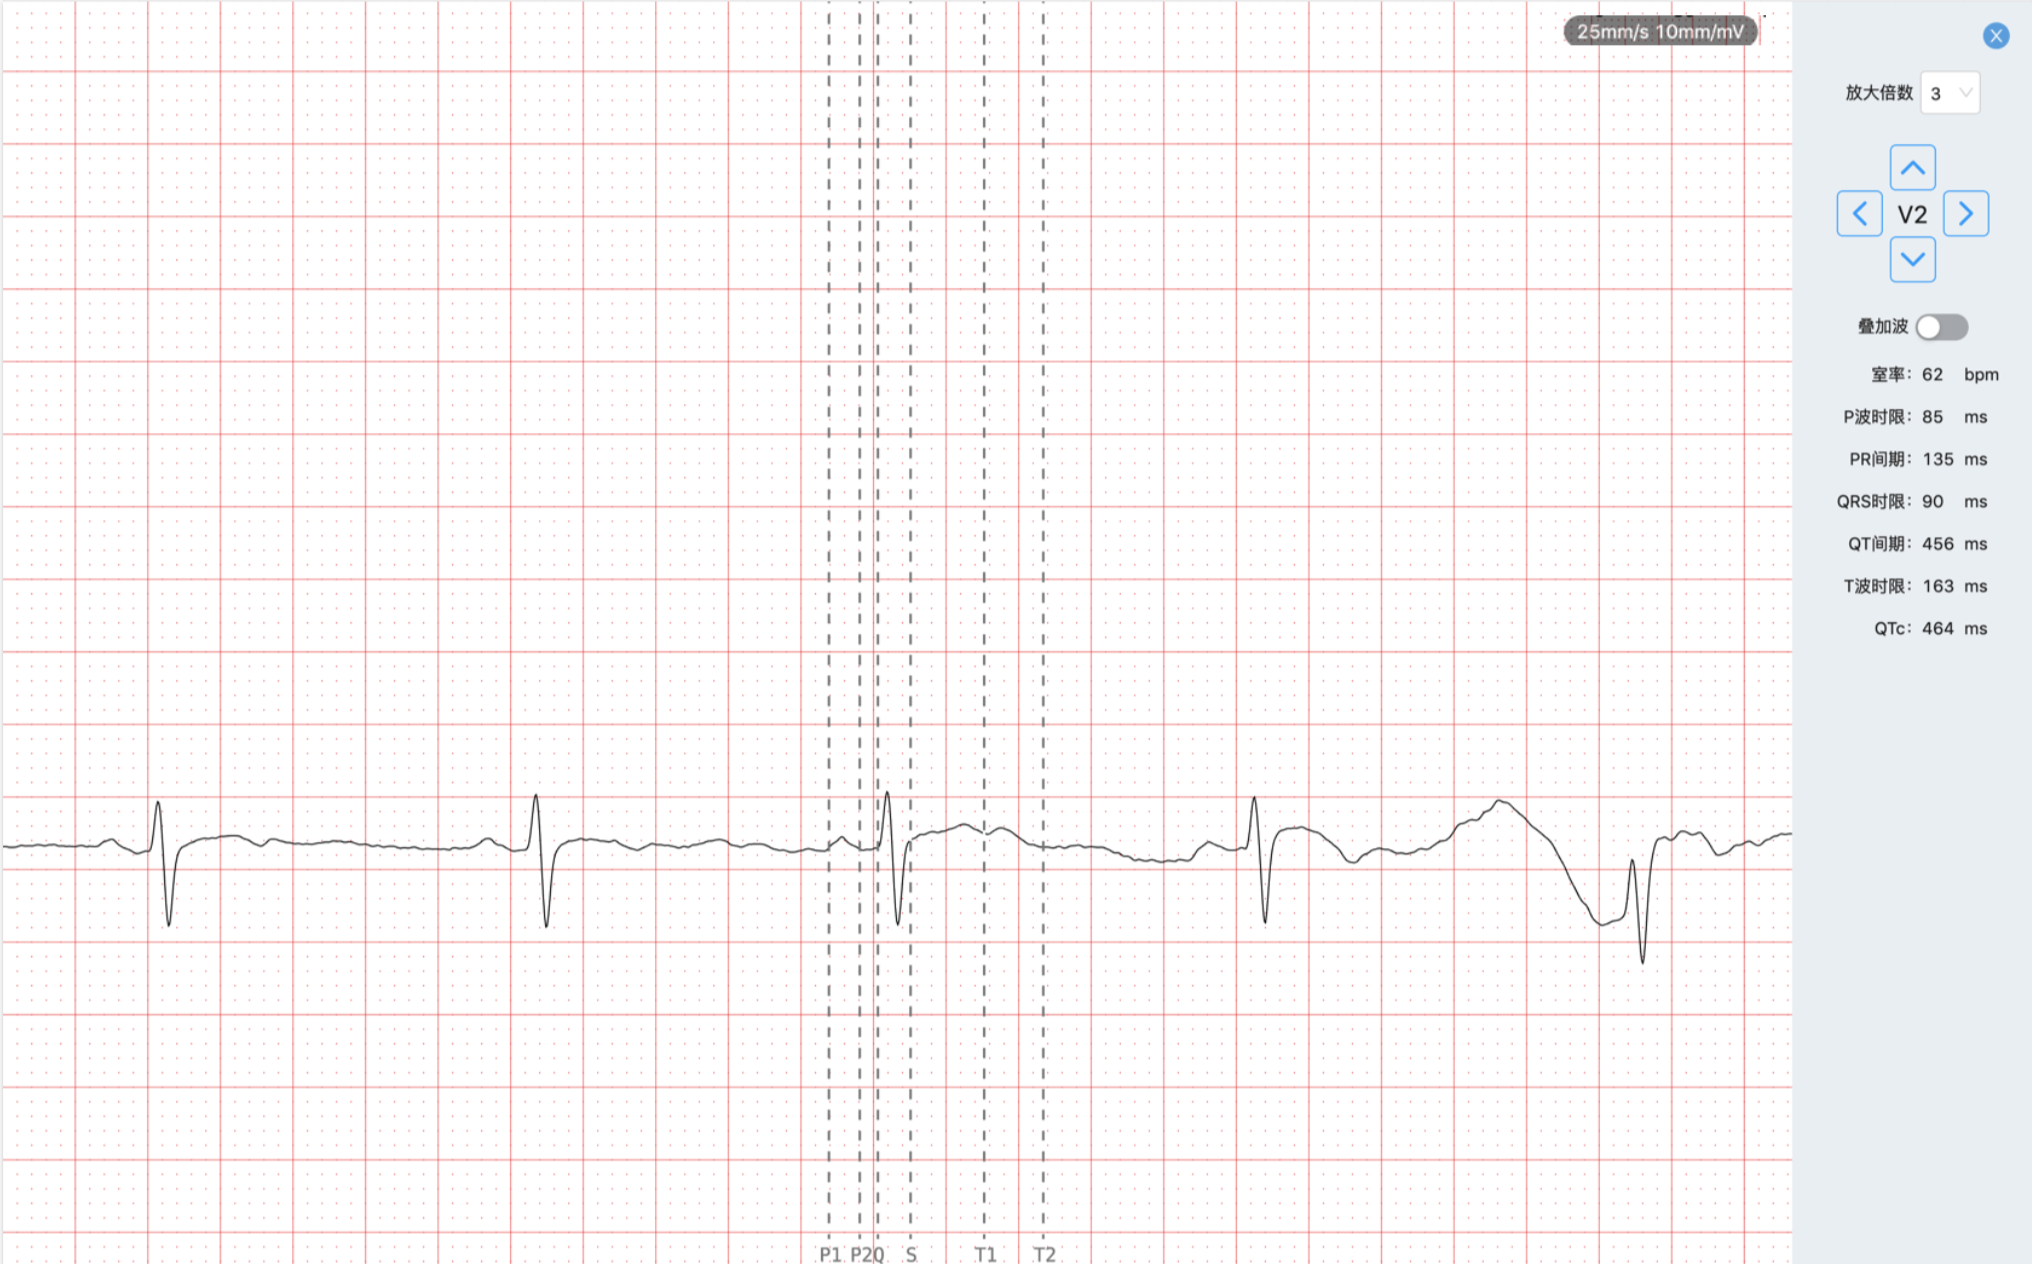 25mm/s 10mm/mV
X
放大倍数 3
V2
叠加波
室率: 62 bpm
P波时限: 85 ms
PR间期: 135 ms
QRS时限: 90 ms
QT间期: 456 ms
T波时限: 163 ms
QTc: 464 ms
P1 P2Q S T1 T2